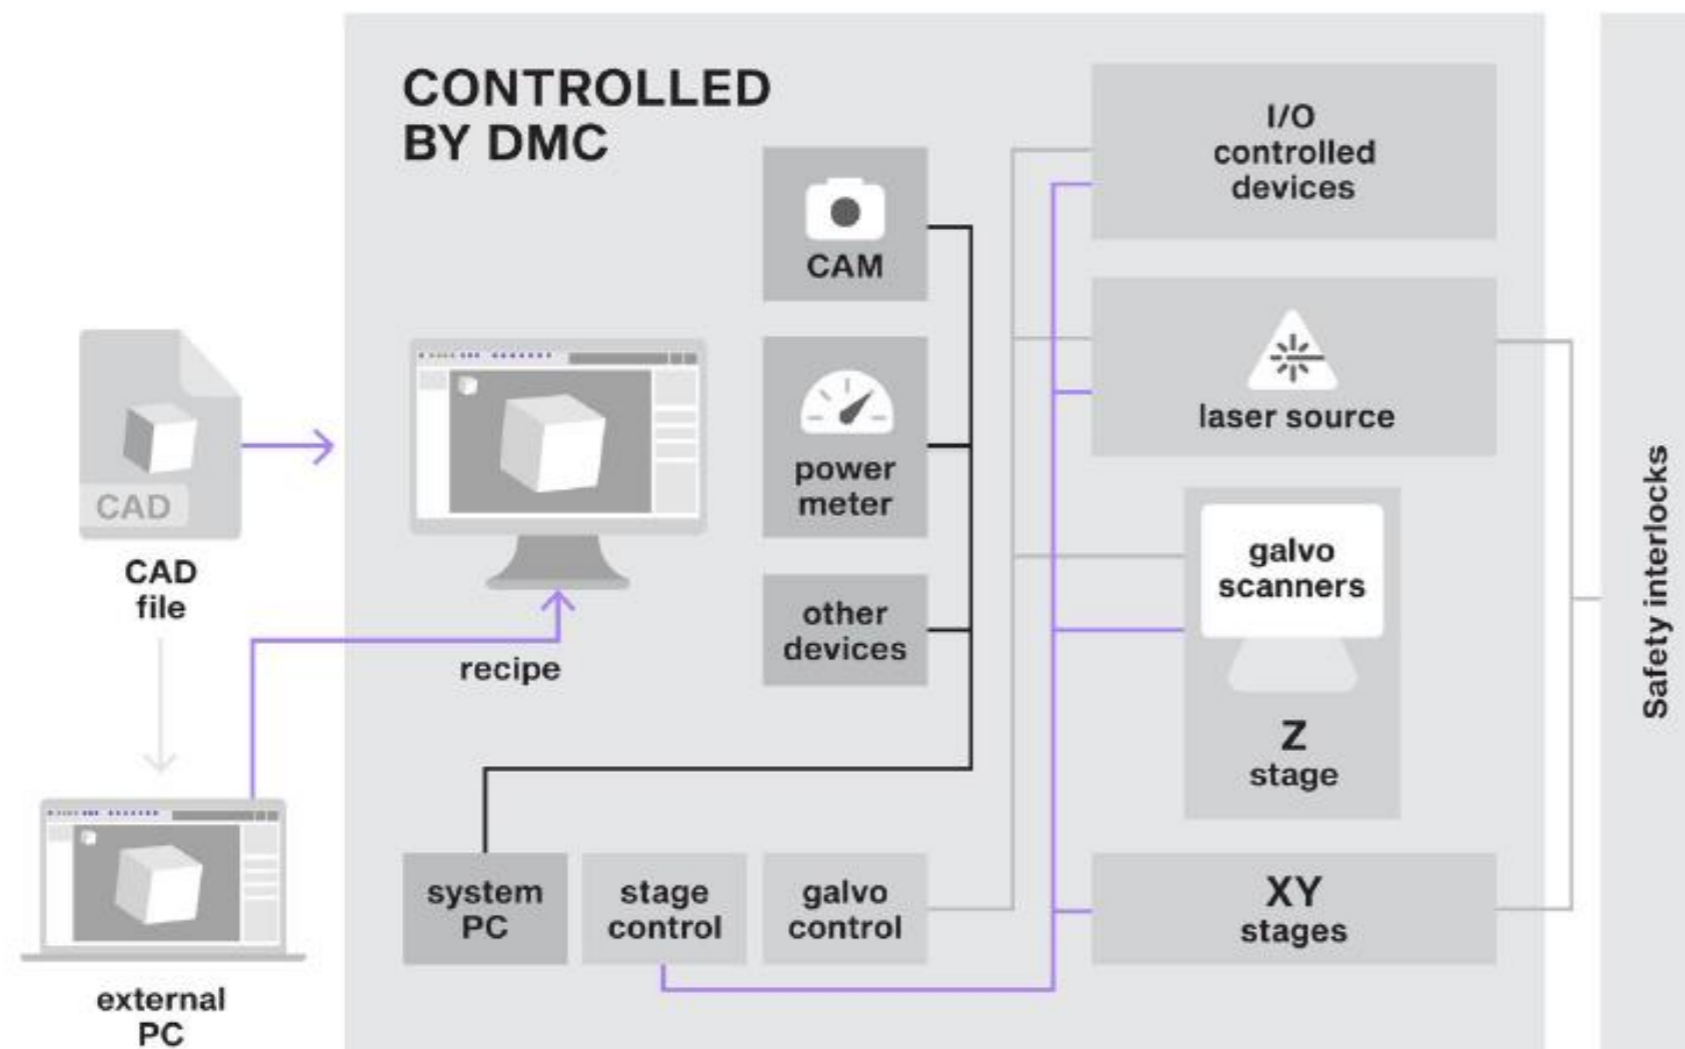 CONTROLLED
BY DMC
CAM
power
meter
other
devices
CAD
CAD
file
recipe
external
PC
system
PC
stage
control
galvo
control
I/O
controlled
devices
laser source
galvo
scanners
Z
stage
XY
stages
Safety interlocks